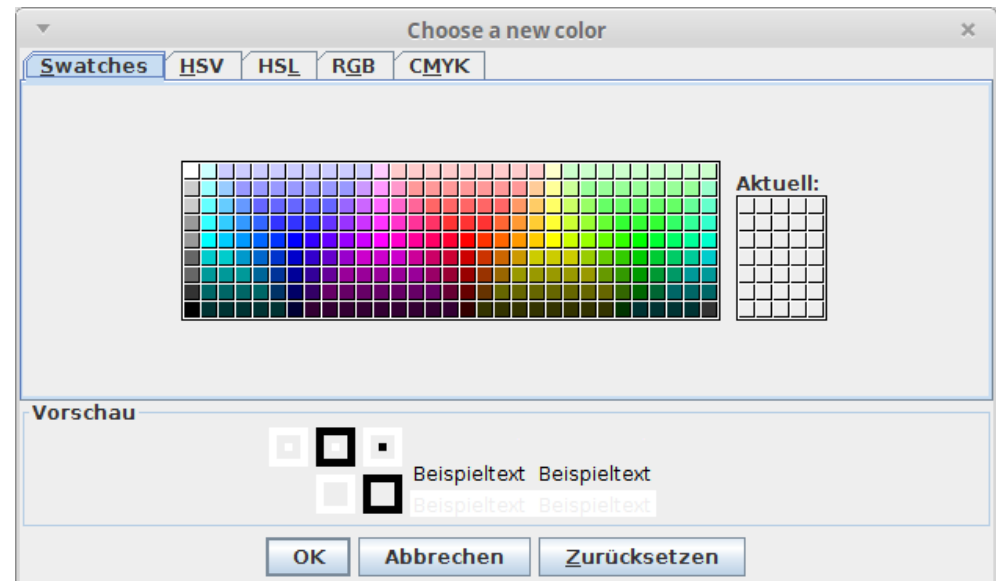 Choose a new color
Swatches HSV HSL RGB CMYK
Aktuell:
Vorschau
Beispieltext Beispieltext
Beispieltext Beispieltext
OK Abbrechen Zurücksetzen